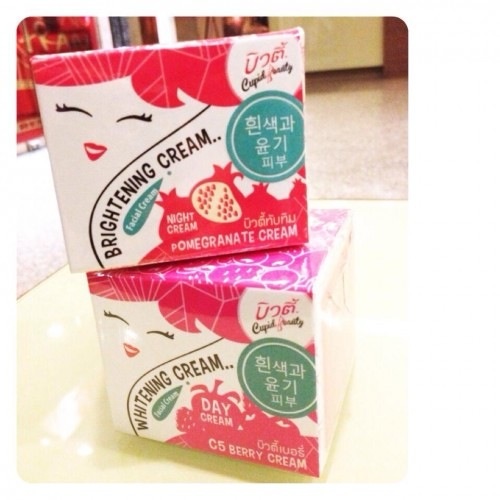 บิวตี้
Cupid Beauty
흰색과
윤기
피부
BRIGHTENING CREAM..
Facial Cream
NIGHT
CREAM
บิวตี้ทับทิม
POMEGRANATE CREAM
บิวตี้
Cupid Beauty
흰색과
윤기
피부
WHITENING CREAM..
Facial Cream
DAY
CREAM
บิวตี้เบอรี่
C5 BERRY CREAM